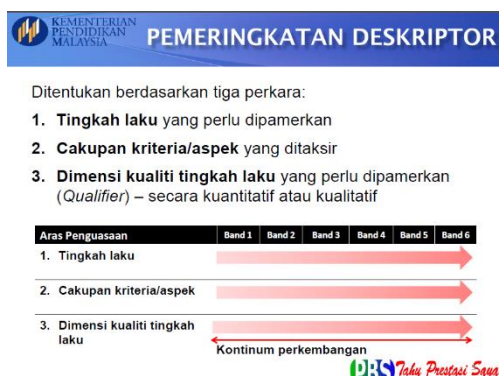 KEMENTERIAN
PENDIDIKAN
MALAYSIA
PEMERINGKATAN DESKRIPTOR
Ditentukan berdasarkan tiga perkara:
1. Tingkah laku yang perlu dipamerkan
2. Cakupan kriteria/aspek yang ditaksir
3. Dimensi kualiti tingkah laku yang perlu dipamerkan
(Qualifier) – secara kuantitatif atau kualitatif
Aras Penguasaan Band 1 Band 2 Band 3 Band 4 Band 5 Band 6
1. Tingkah laku
2. Cakupan kriteria/aspek
3. Dimensi kualiti tingkah
laku
Kontinum perkembangan
PBS Tahu Prestasi Saya